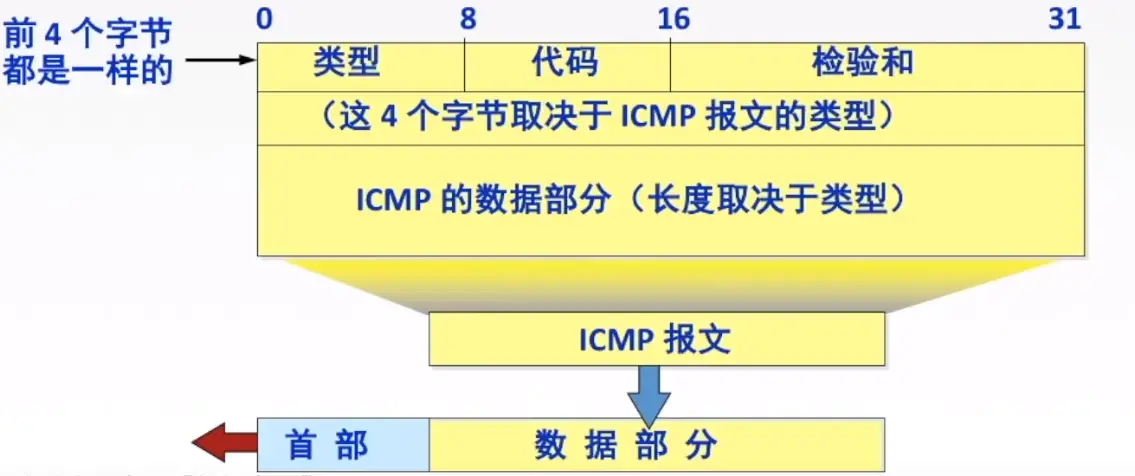 0 8 16 31
前 4 个字节
都是一样的
类型 代码 检验和
（这 4 个字节取决于 ICMP 报文的类型）
ICMP 的数据部分（长度取决于类型）
ICMP 报文
首 部 数 据 部 分